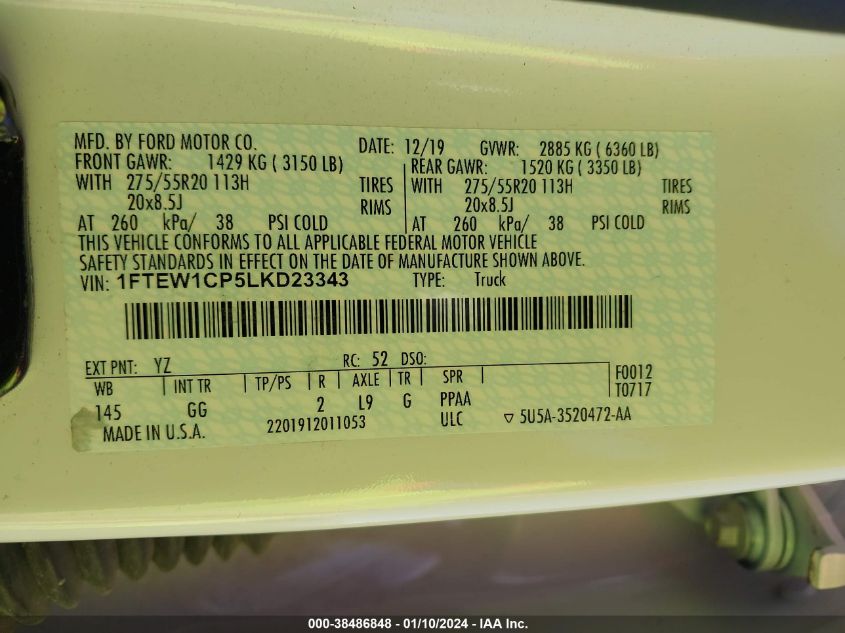 MFD. BY FORD MOTOR CO. DATE: 12/19 GVWR: 2885 KG ( 6360 LB)
FRONT GAWR: 1429 KG ( 3150 LB) REAR GAWR: 1520 KG ( 3350 LB)
WITH 275/55R20 113H TIRES WITH 275/55R20 113H TIRES
20x8.5J RIMS 20x8.5J RIMS
AT 260 kPa/ 38 PSI COLD AT 260 kPa/ 38 PSI COLD
THIS VEHICLE CONFORMS TO ALL APPLICABLE FEDERAL MOTOR VEHICLE
SAFETY STANDARDS IN EFFECT ON THE DATE OF MANUFACTURE SHOWN ABOVE.
VIN: 1FTEW1CP5LKD23343 TYPE: Truck
EXT PNT: YZ RC: 52 DSO:
WB INT TR TP/PS R AXLE TR SPR F0012
145 GG 2 L9 G PPAA T0717
MADE IN U.S.A. 2201912011053 ULC ▽ 5U5A-3520472-AA
000-38486848 - 01/10/2024 - IAA Inc.